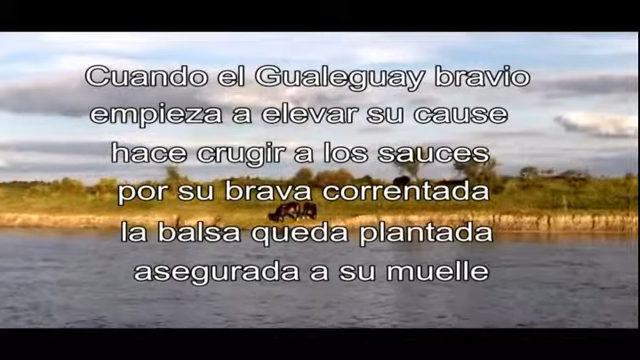 Cuando el Gualeguay bravio
empieza a elevar su cause
hace crugir a los sauces
por su brava correntada
la balsa queda plantada
asegurada a su muelle